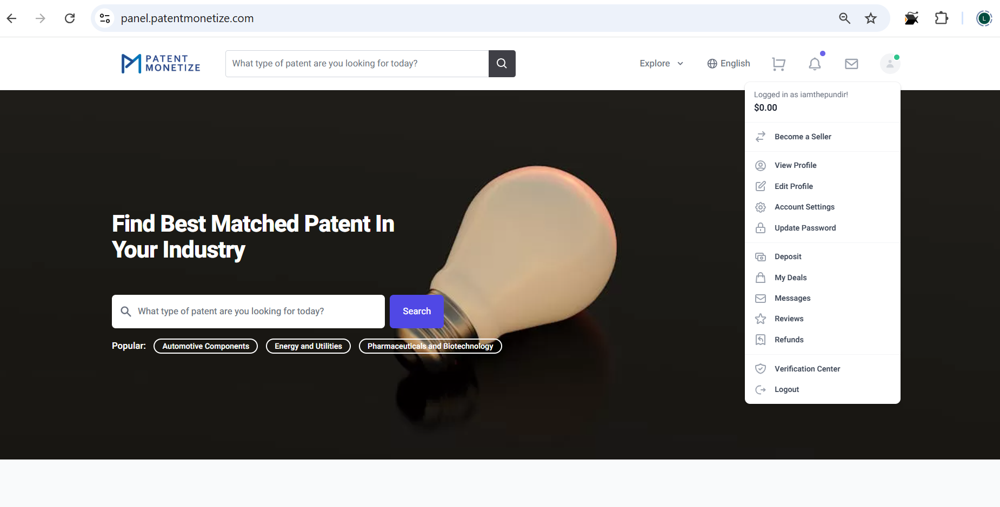 panel.patentmonetize.com
L
PATENT
MONETIZE
What type of patent are you looking for today?
Explore
English
Logged in as iamthepundir!
$0.00
Become a Seller
View Profile
Edit Profile
Account Settings
Update Password
Deposit
My Deals
Messages
Reviews
Refunds
Verification Center
Logout
Find Best Matched Patent In
Your Industry
What type of patent are you looking for today?
Search
Popular:
Automotive Components
Energy and Utilities
Pharmaceuticals and Biotechnology